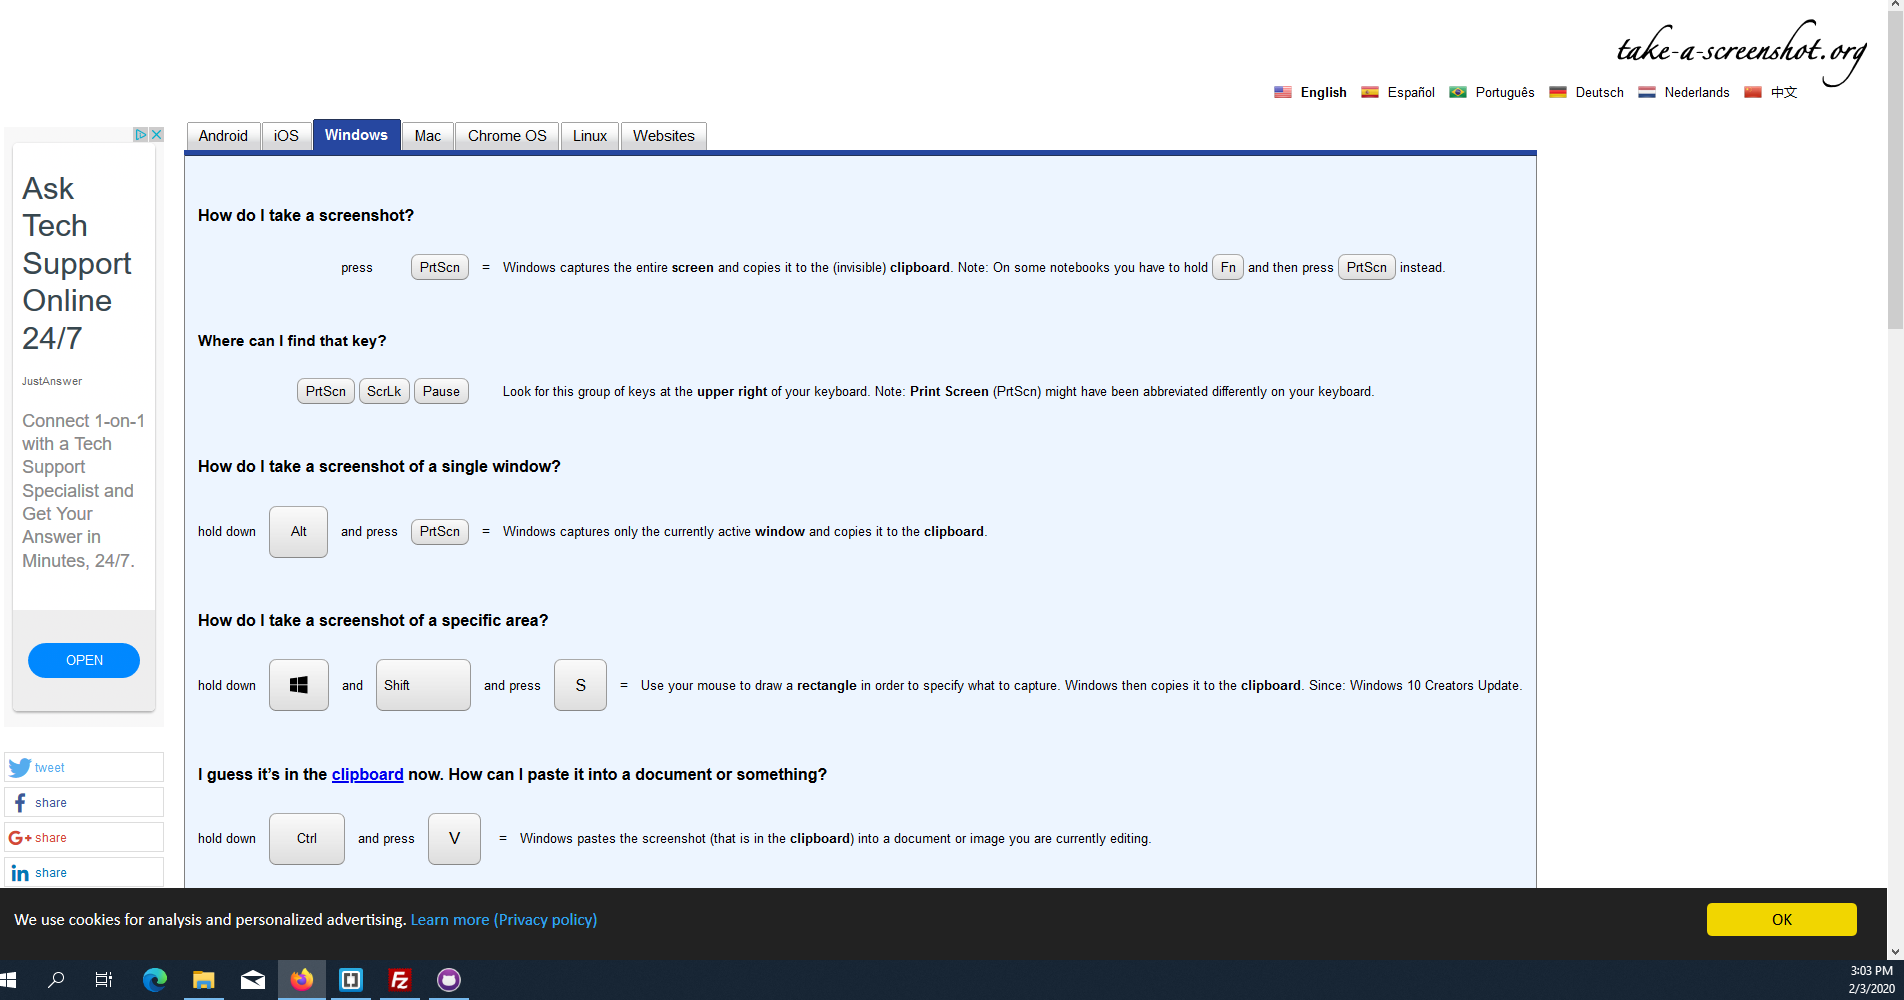 take-a-screenshot.org
English Español Português Deutsch Nederlands 中文
Android iOS Windows Mac Chrome OS Linux Websites
Ask
Tech
Support
Online
24/7
JustAnswer
Connect 1-on-1
with a Tech
Support
Specialist and
Get Your
Answer in
Minutes, 24/7.
OPEN
tweet
share
G+ share
in share
How do I take a screenshot?
press PrtScn = Windows captures the entire screen and copies it to the (invisible) clipboard. Note: On some notebooks you have to hold Fn and then press PrtScn instead.
Where can I find that key?
PrtScn ScrLk Pause Look for this group of keys at the upper right of your keyboard. Note: Print Screen (PrtScn) might have been abbreviated differently on your keyboard.
How do I take a screenshot of a single window?
hold down Alt and press PrtScn = Windows captures only the currently active window and copies it to the clipboard.
How do I take a screenshot of a specific area?
hold down and Shift and press S = Use your mouse to draw a rectangle in order to specify what to capture. Windows then copies it to the clipboard. Since: Windows 10 Creators Update.
I guess it’s in the clipboard now. How can I paste it into a document or something?
hold down Ctrl and press V = Windows pastes the screenshot (that is in the clipboard) into a document or image you are currently editing.
We use cookies for analysis and personalized advertising. Learn more (Privacy policy) OK
Fz
3:03 PM
2/3/2020